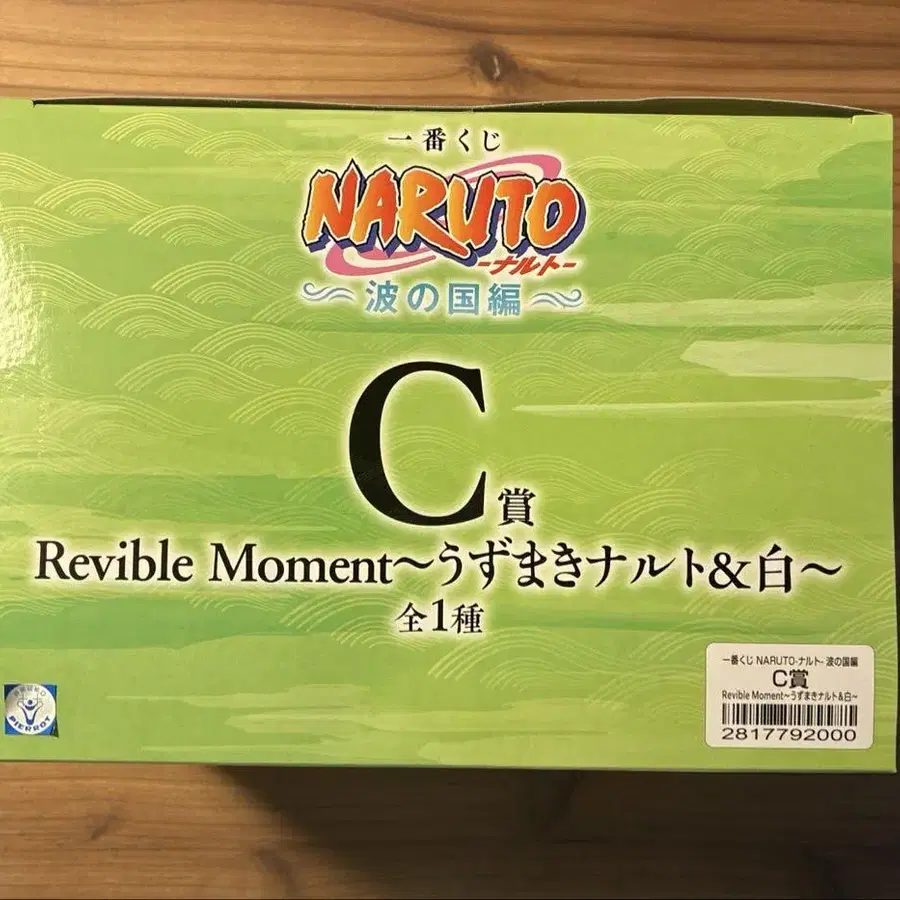 一番くじ
NARUTO
-ナルト-
～波の国編～
C賞
Revible Moment～うずまきナルト&白～
全1種
一番くじ NARUTO-ナルト- 波の国編
C賞
Revible Moment～うずまきナルト&白～
2817792000
PIERROT